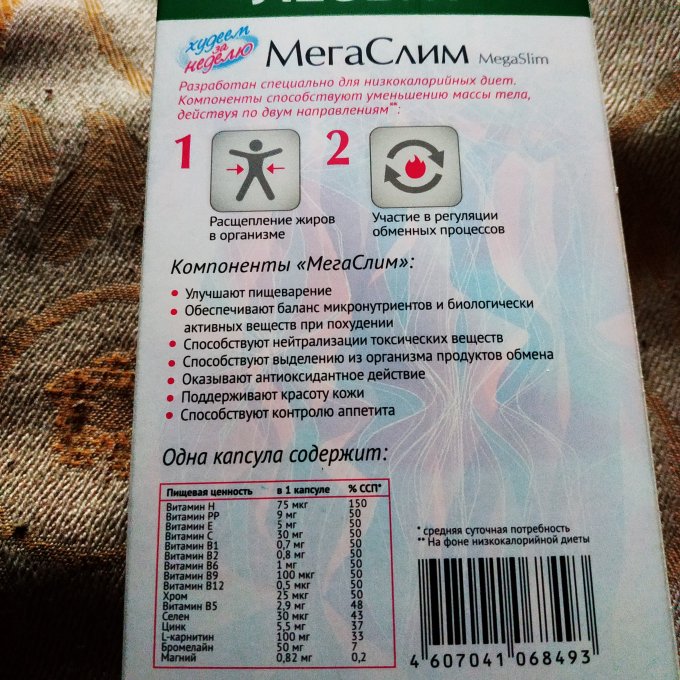 худеем
за
неделю
МегаСлим MegaSlim
Разработан специально для низкокалорийных диет.
Компоненты способствуют уменьшению массы тела,
действуя по двум направлениям**:
1 2
Расщепление жиров
в организме
Участие в регуляции
обменных процессов
Компоненты «МегаСлим»:
• Улучшают пищеварение
• Обеспечивают баланс микронутриентов и биологически
активных веществ при похудении
• Способствуют нейтрализации токсических веществ
• Способствуют выделению из организма продуктов обмена
• Оказывают антиоксидантное действие
• Поддерживают красоту кожи
• Способствуют контролю аппетита
Одна капсула содержит:
Пищевая ценность в 1 капсуле % ССП*
Витамин Н 75 мкг 150
Витамин РР 9 мг 50
Витамин Е 5 мг 50
Витамин С 30 мг 50
Витамин В1 0,7 мг 50
Витамин В2 0,8 мг 50
Витамин В6 1 мг 50
Витамин В9 100 мкг 50
Витамин В12 0,5 мкг 50
Хром 25 мкг 50
Витамин В5 2,9 мг 48
Селен 30 мкг 43
Цинк 5,5 мг 37
L-карнитин 100 мг 33
Бромелайн 50 мг 7
Магний 0,82 мг 0,2
* средняя суточная потребность
** На фоне низкокалорийной диеты
4 607041 068493